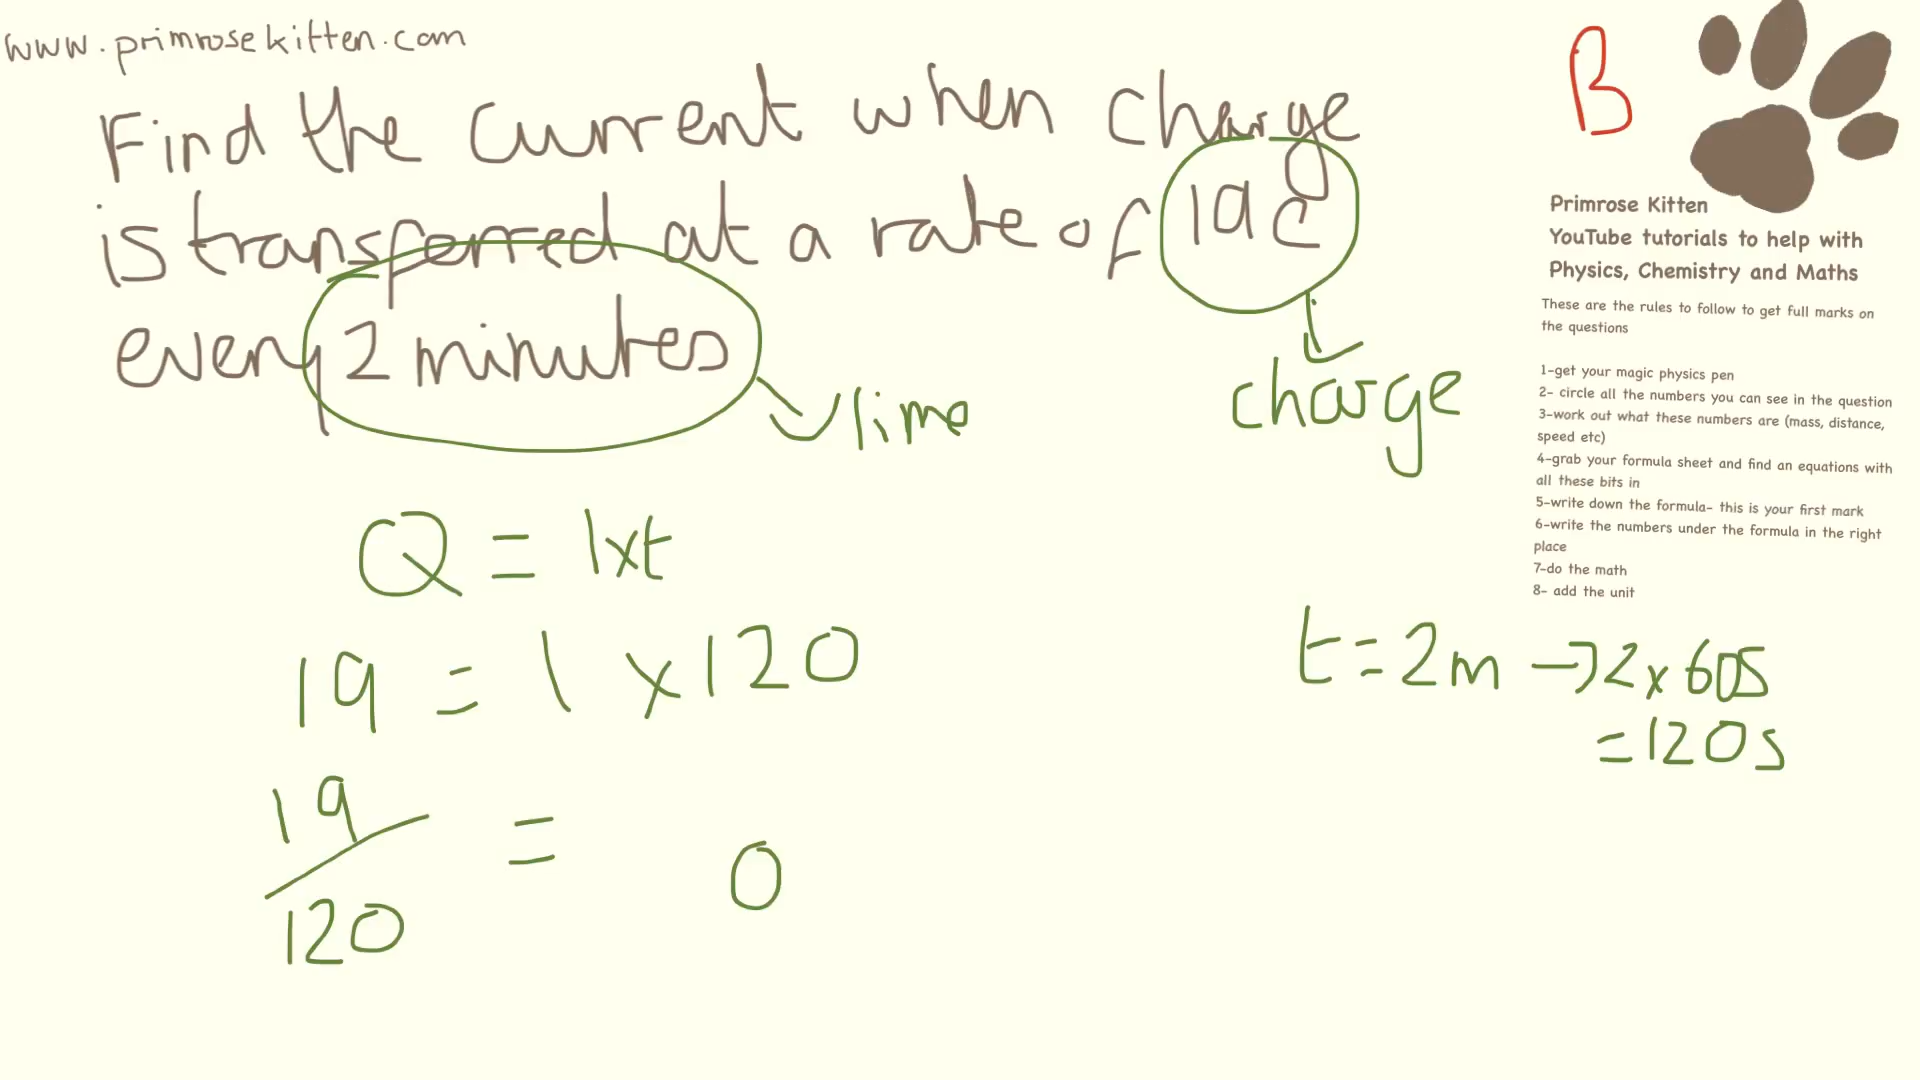 www.primrosekitten.com
B
Find the current when charge
is transferred at a rate of 19C
every 2 minutes
time
charge
Q = I x t
19 = I x 120
19
120
=
0
Primrose Kitten
YouTube tutorials to help with
Physics, Chemistry and Maths
These are the rules to follow to get full marks on
the questions
1-get your magic physics pen
2- circle all the numbers you can see in the question
3-work out what these numbers are (mass, distance,
speed etc)
4-grab your formula sheet and find an equations with
all these bits in
5-write down the formula- this is your first mark
6-write the numbers under the formula in the right
place
7-do the math
8- add the unit
t = 2m → 2 x 60s
= 120s